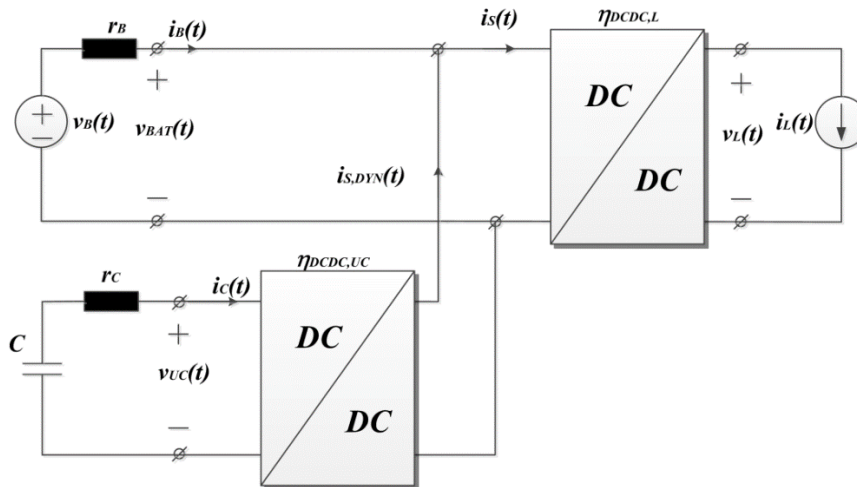 rB iB(t) iS(t) ηDCDC,L
+ + +
− vB(t) vBAT(t) DC vL(t) iL(t)
iS,DYN(t) DC
− −
ηDCDC,UC
rC iC(t)
+ DC
C vUC(t)
− DC